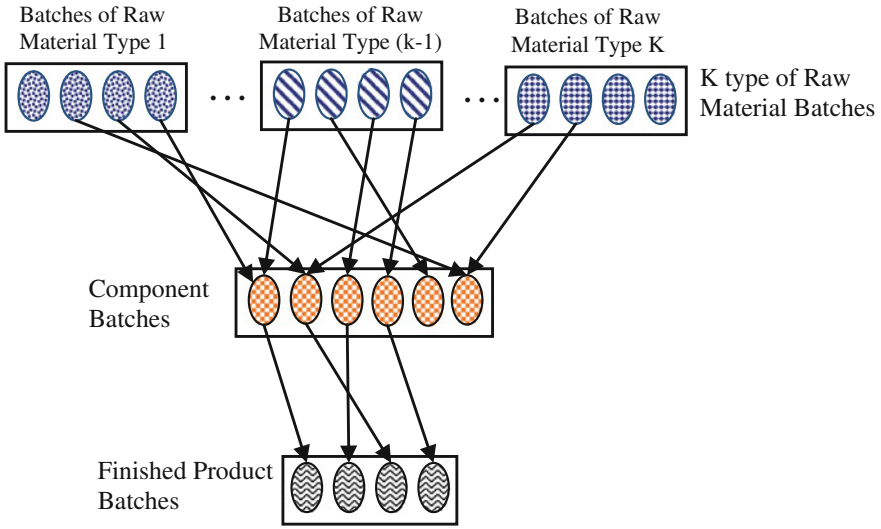 Batches of Raw
Material Type 1
Batches of Raw
Material Type (k-1)
Batches of Raw
Material Type K
K type of Raw
Material Batches
...
...
Component
Batches
Finished Product
Batches